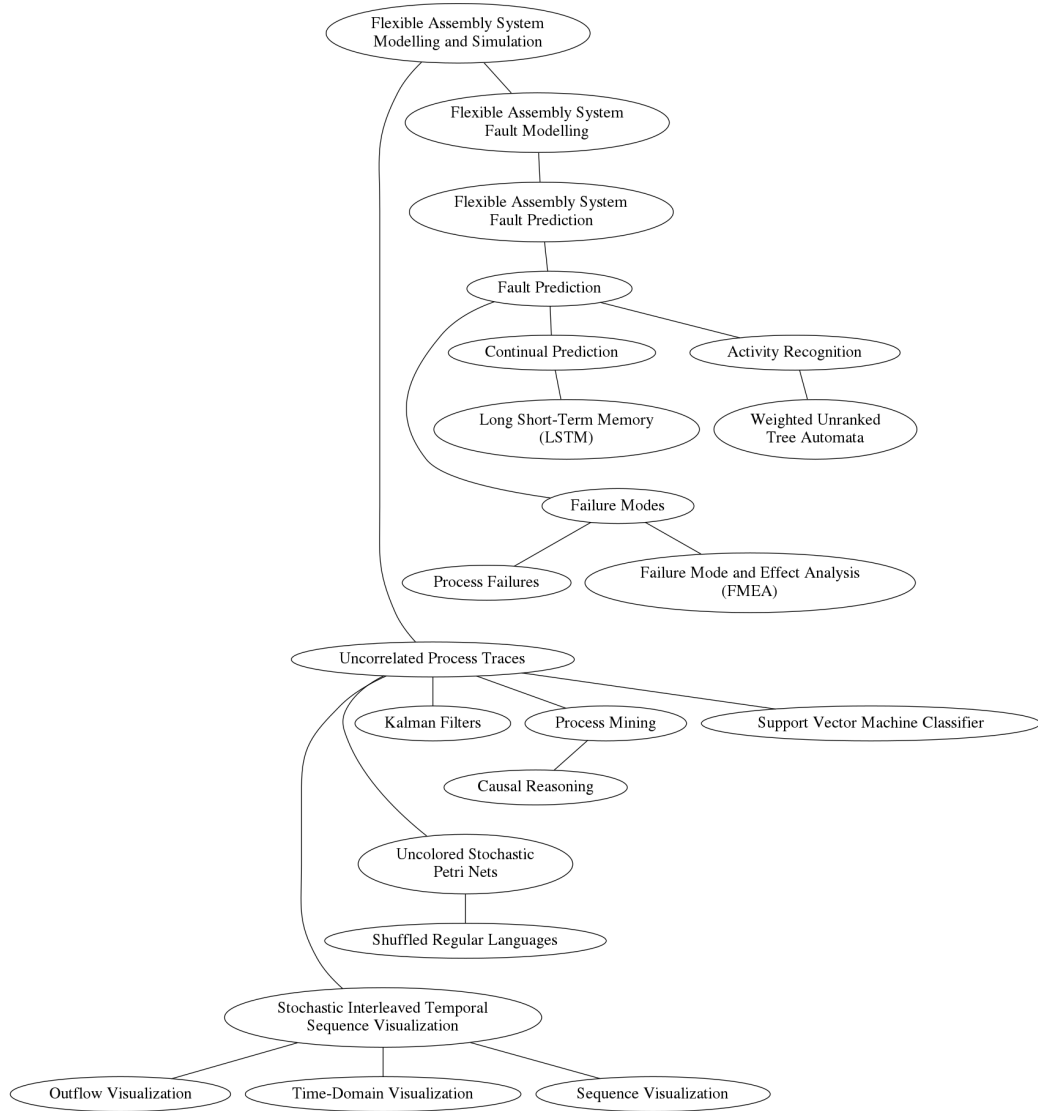 Flexible Assembly System
Modelling and Simulation
Flexible Assembly System
Fault Modelling
Flexible Assembly System
Fault Prediction
Fault Prediction
Continual Prediction
Activity Recognition
Long Short-Term Memory
(LSTM)
Weighted Unranked
Tree Automata
Failure Modes
Process Failures
Failure Mode and Effect Analysis
(FMEA)
Uncorrelated Process Traces
Kalman Filters
Process Mining
Support Vector Machine Classifier
Causal Reasoning
Uncolored Stochastic
Petri Nets
Shuffled Regular Languages
Stochastic Interleaved Temporal
Sequence Visualization
Outflow Visualization
Time-Domain Visualization
Sequence Visualization